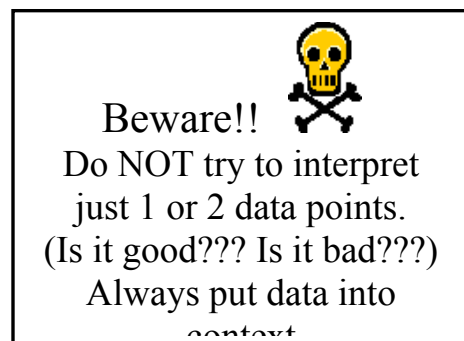 Beware!!
Do NOT try to interpret
just 1 or 2 data points.
(Is it good??? Is it bad???)
Always put data into
context